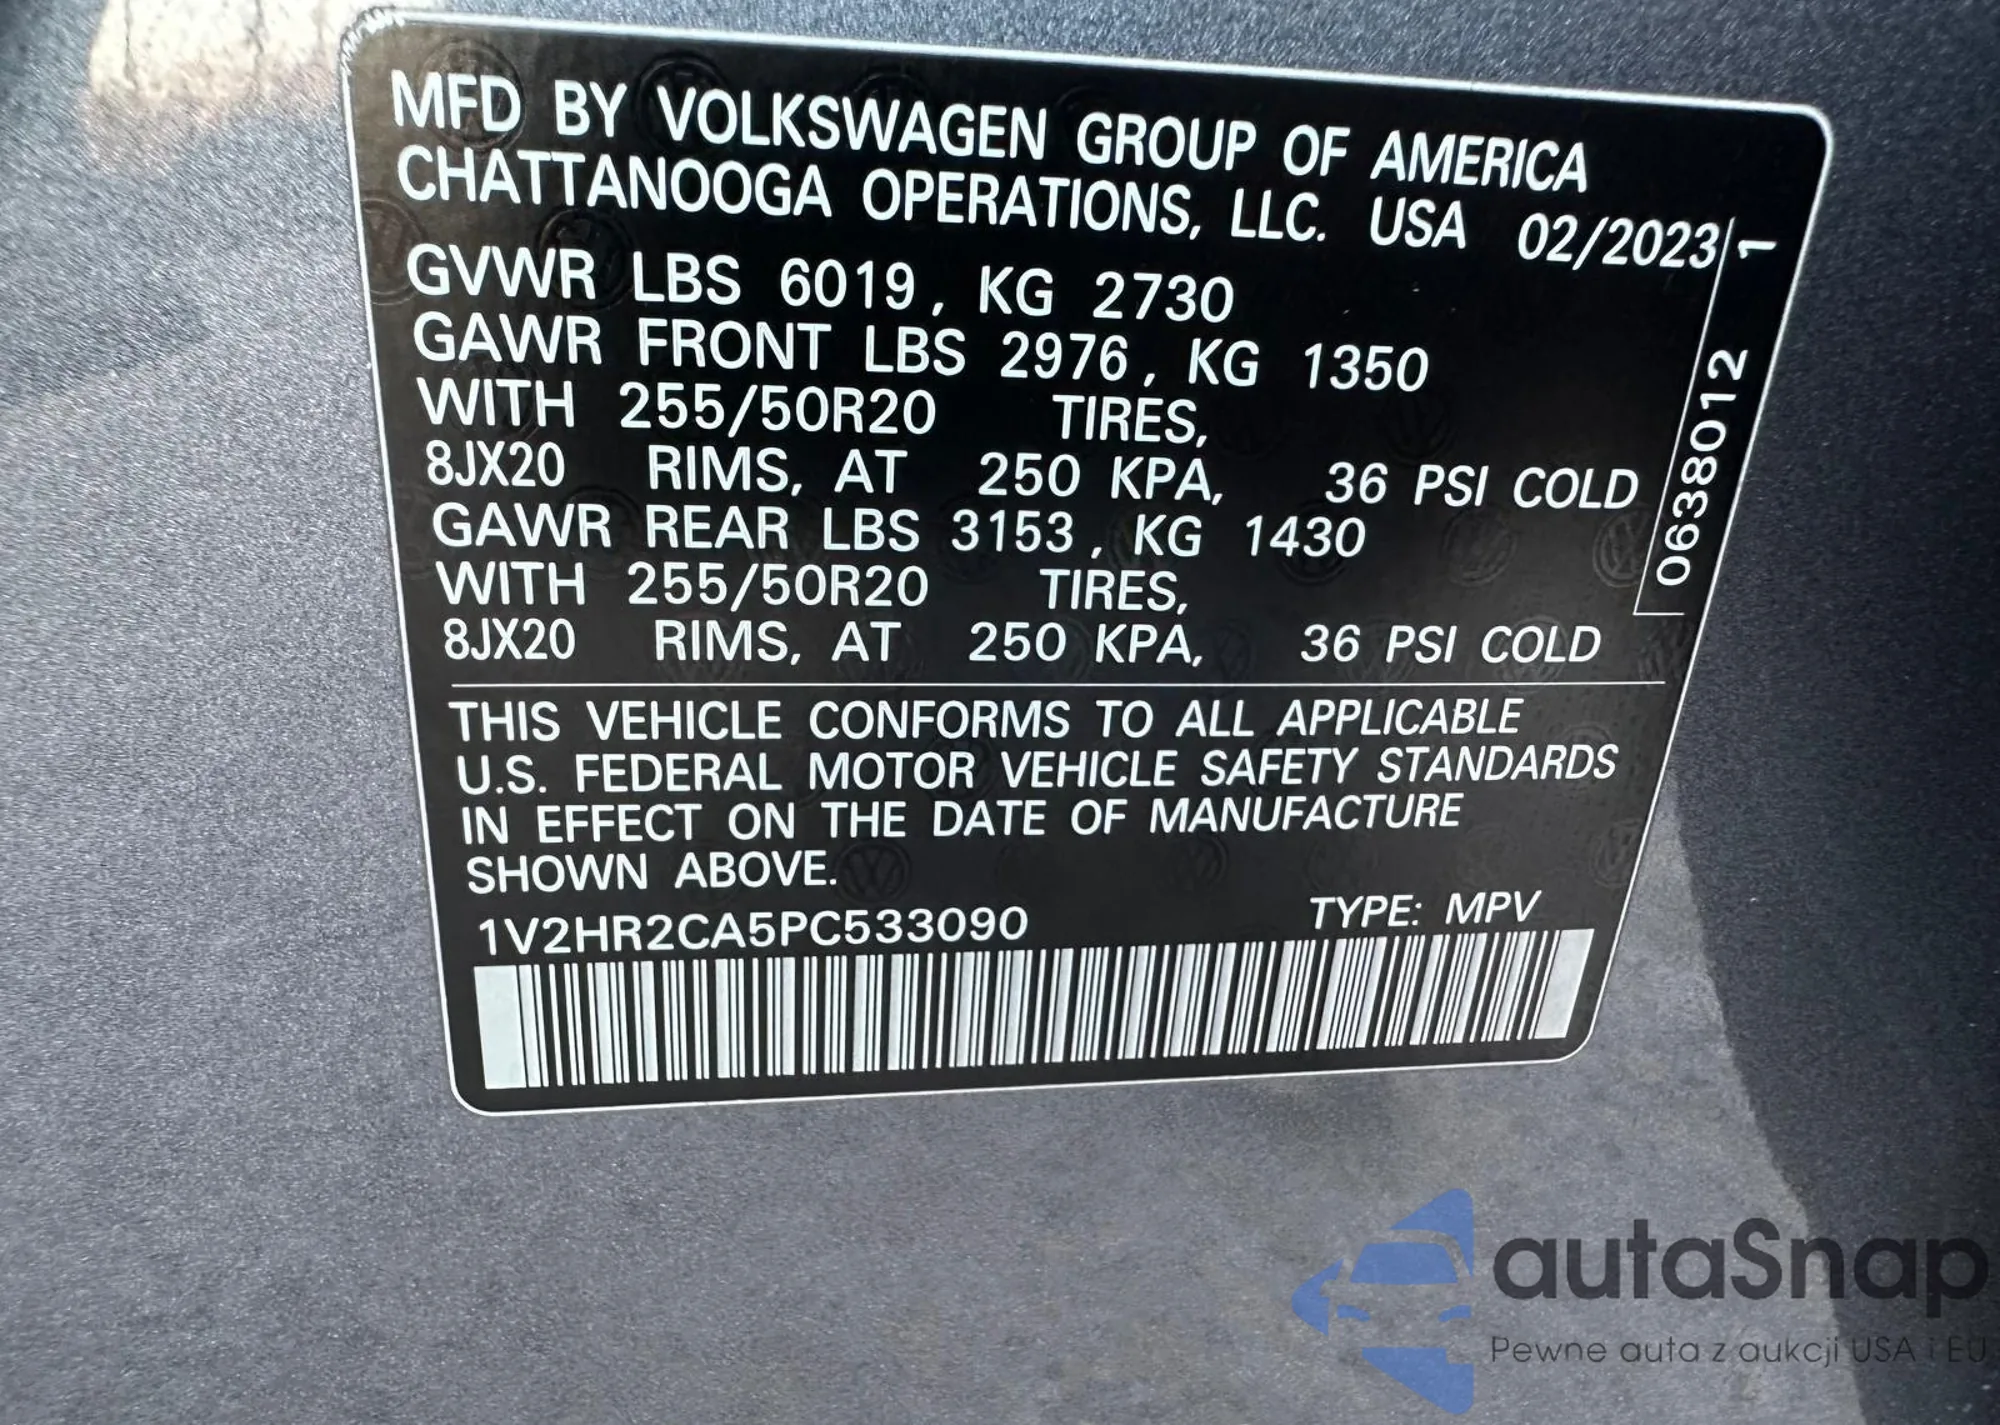 MFD BY VOLKSWAGEN GROUP OF AMERICA
CHATTANOOGA OPERATIONS, LLC. USA 02/2023
GVWR LBS 6019, KG 2730
GAWR FRONT LBS 2976, KG 1350
WITH 255/50R20 TIRES,
8JX20 RIMS, AT 250 KPA, 36 PSI COLD
GAWR REAR LBS 3153, KG 1430
WITH 255/50R20 TIRES,
8JX20 RIMS, AT 250 KPA, 36 PSI COLD
0638012 1
THIS VEHICLE CONFORMS TO ALL APPLICABLE
U.S. FEDERAL MOTOR VEHICLE SAFETY STANDARDS
IN EFFECT ON THE DATE OF MANUFACTURE
SHOWN ABOVE.
1V2HR2CA5PC533090 TYPE: MPV
autaSnap
Pewne auta z aukcji USA i EU